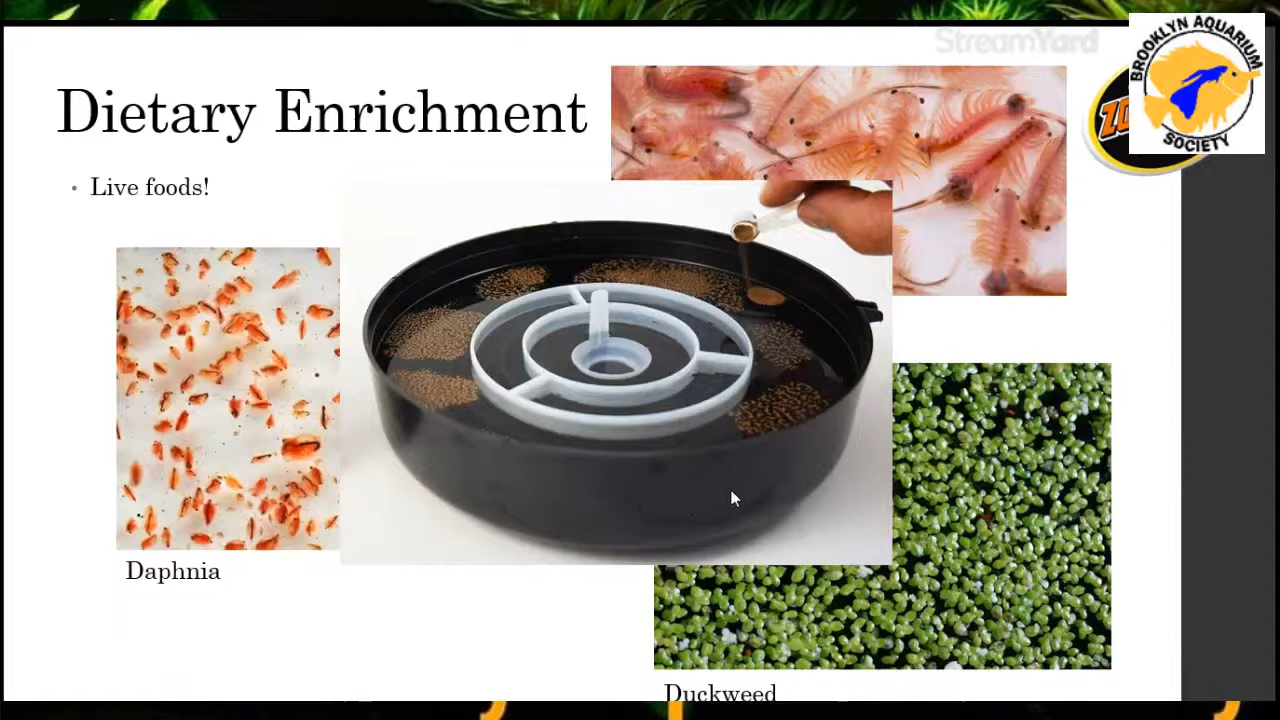 StreamYard
BROOKLYN AQUARIUM
SOCIETY
Dietary Enrichment
• Live foods!
Daphnia
Duckweed